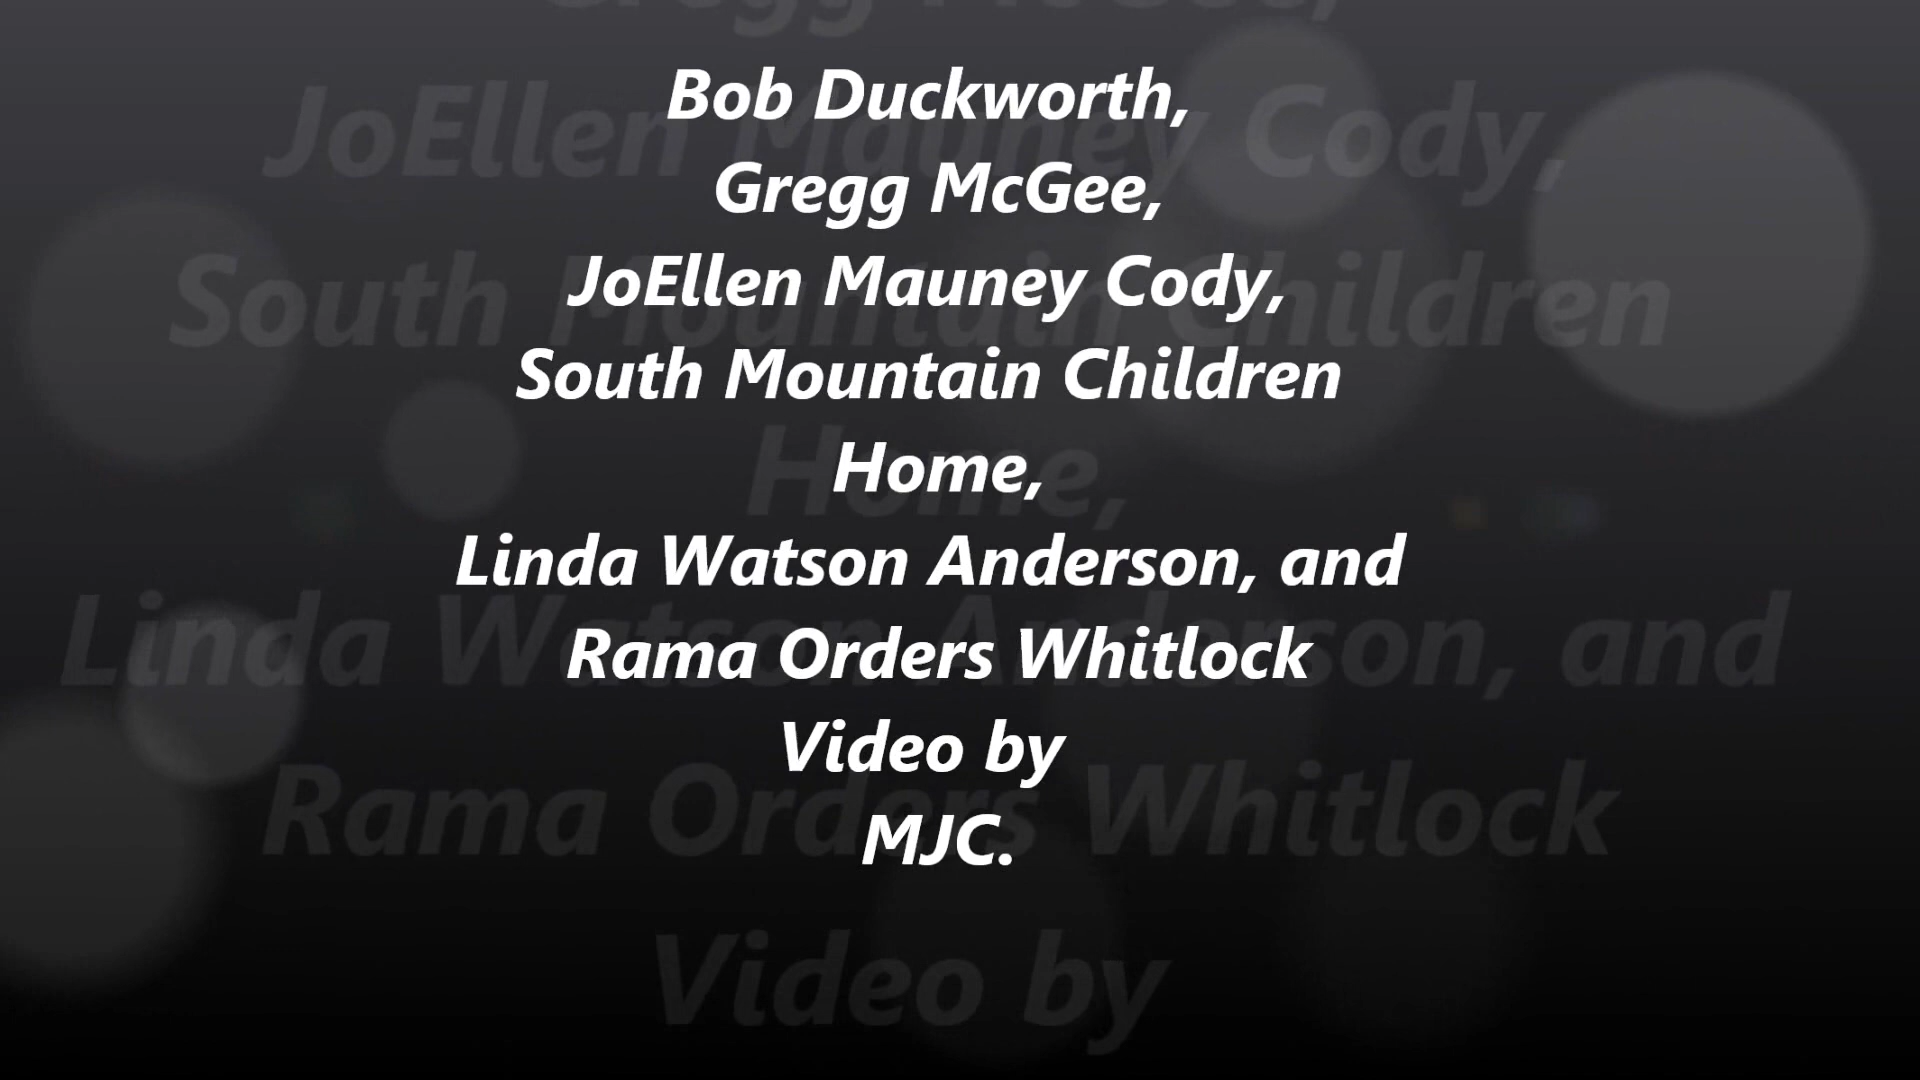 Bob Duckworth,
Gregg McGee,
JoEllen Mauney Cody,
South Mountain Children
Home,
Linda Watson Anderson, and
Rama Orders Whitlock
Video by
MJC.